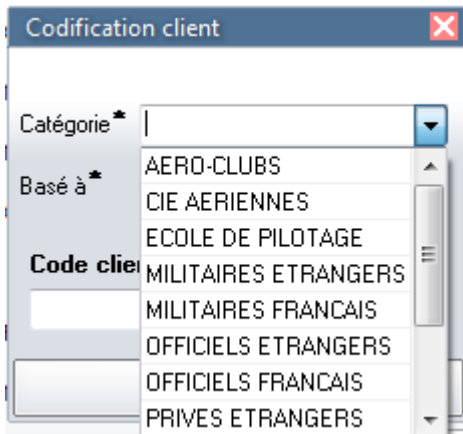 Codification client
Catégorie*
AERO-CLUBS
Basé à*
CIE AERIENNES
ECOLE DE PILOTAGE
Code clie
MILITAIRES ETRANGERS
MILITAIRES FRANCAIS
OFFICIELS ETRANGERS
OFFICIELS FRANCAIS
PRIVES ETRANGERS